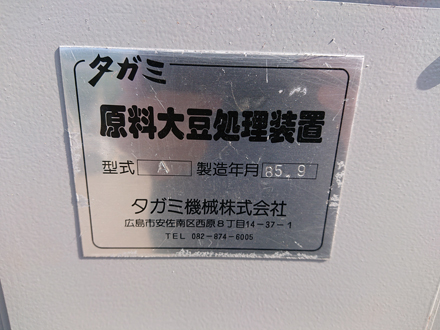 タガミ
原料大豆処理装置
型式 A 製造年月 85.9
タガミ機械株式会社
広島市安佐南区西原8丁目14-37-1
TEL 082-874-6005